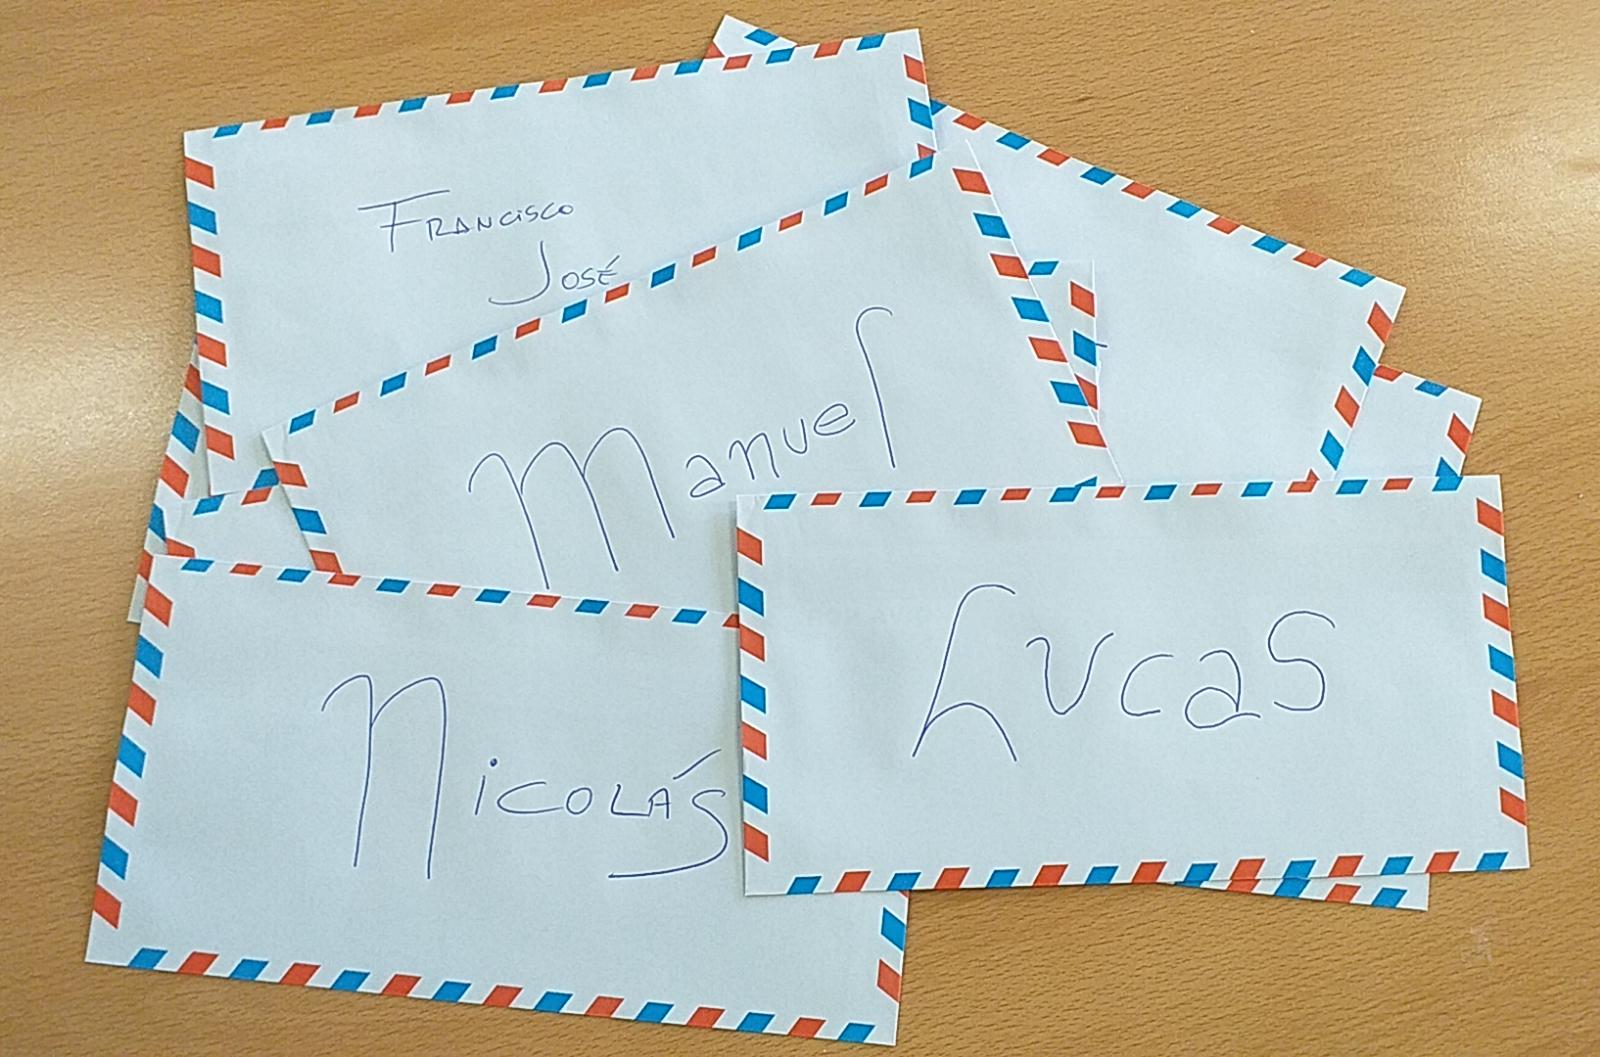 Francisco
José
Manuel
Nicolás
Lucas